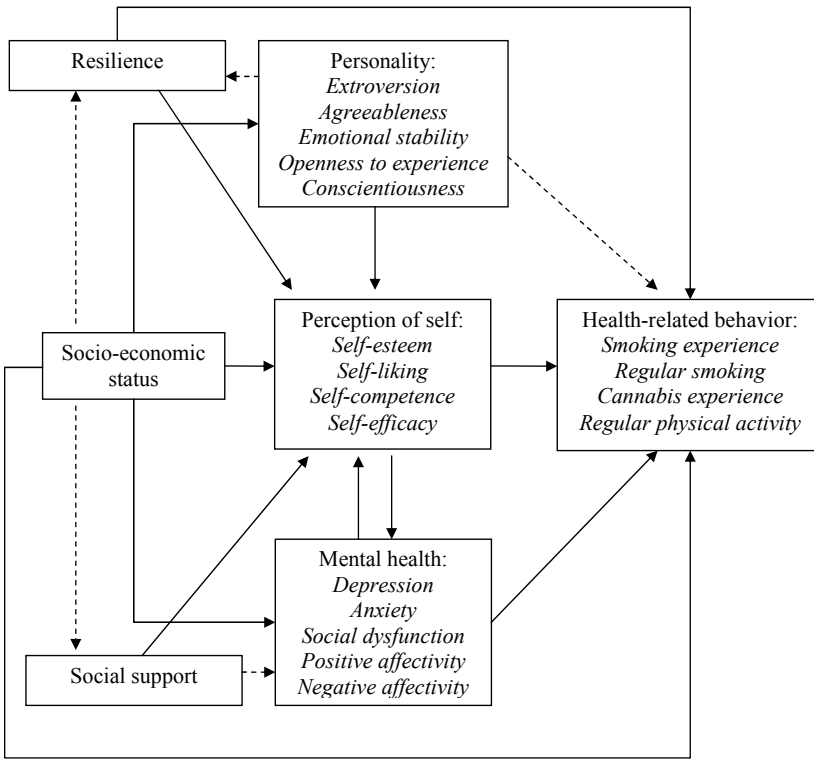 Resilience
Personality:
Extroversion
Agreeableness
Emotional stability
Openness to experience
Conscientiousness
Socio-economic
status
Perception of self:
Self-esteem
Self-liking
Self-competence
Self-efficacy
Health-related behavior:
Smoking experience
Regular smoking
Cannabis experience
Regular physical activity
Mental health:
Depression
Anxiety
Social dysfunction
Positive affectivity
Negative affectivity
Social support